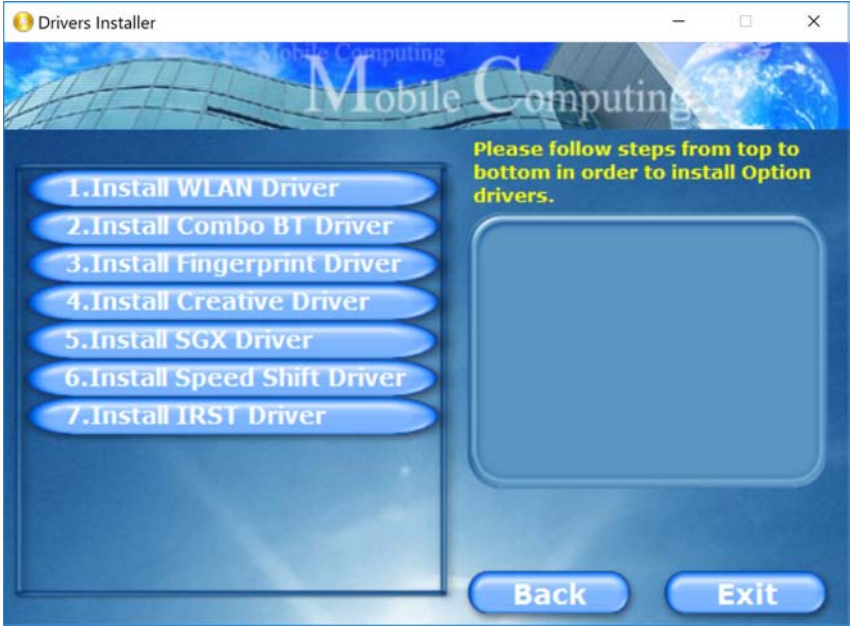 Drivers Installer
Mobile Computing
Mobile Computing
Please follow steps from top to
bottom in order to install Option
drivers.
1.Install WLAN Driver
2.Install Combo BT Driver
3.Install Fingerprint Driver
4.Install Creative Driver
5.Install SGX Driver
6.Install Speed Shift Driver
7.Install IRST Driver
Back
Exit